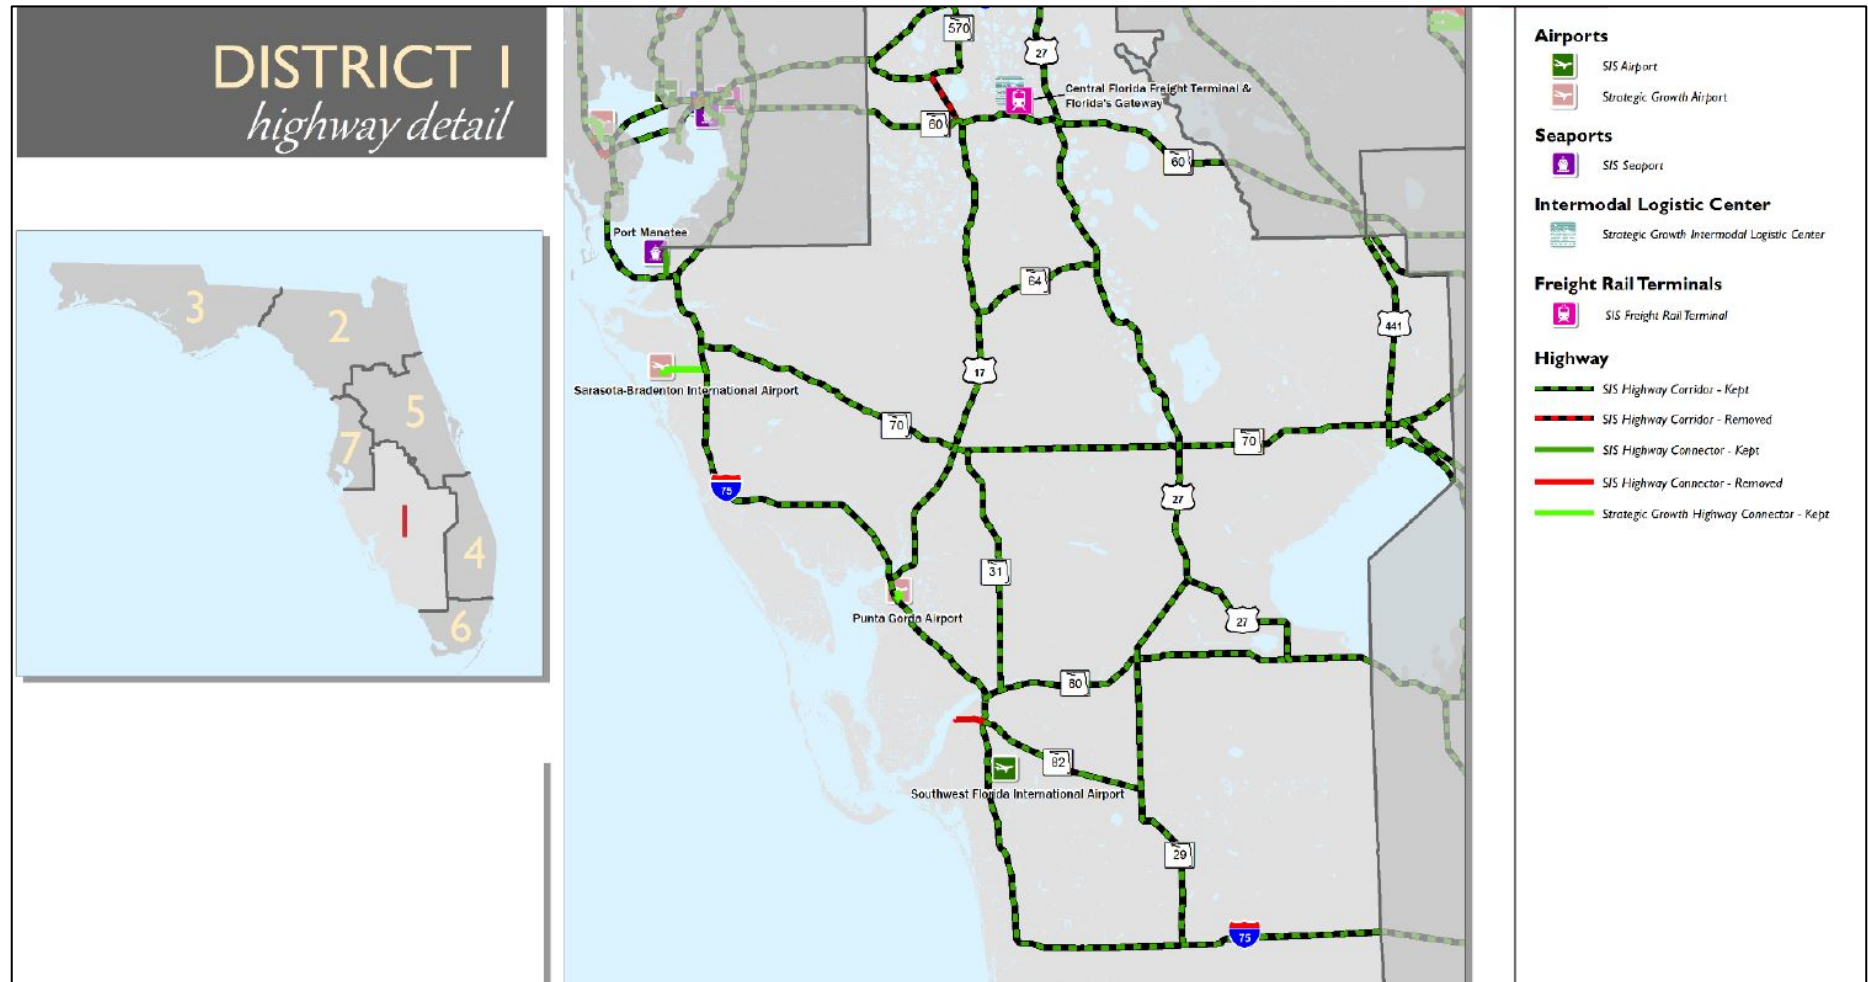 DISTRICT 1
highway detail
3
2
5
7
1
4
6
570
27
Central Florida Freight Terminal &
Florida's Gateway
60
60
Port Manatee
64
441
17
Sarasota-Bradenton International Airport
70
70
75
27
31
Punta Gorda Airport
27
80
82
Southwest Florida International Airport
29
75
Airports
SIS Airport
Strategic Growth Airport
Seaports
SIS Seaport
Intermodal Logistic Center
Strategic Growth Intermodal Logistic Center
Freight Rail Terminals
SIS Freight Rail Terminal
Highway
SIS Highway Corridor - Kept
SIS Highway Corridor - Removed
SIS Highway Connector - Kept
SIS Highway Connector - Removed
Strategic Growth Highway Connector - Kept